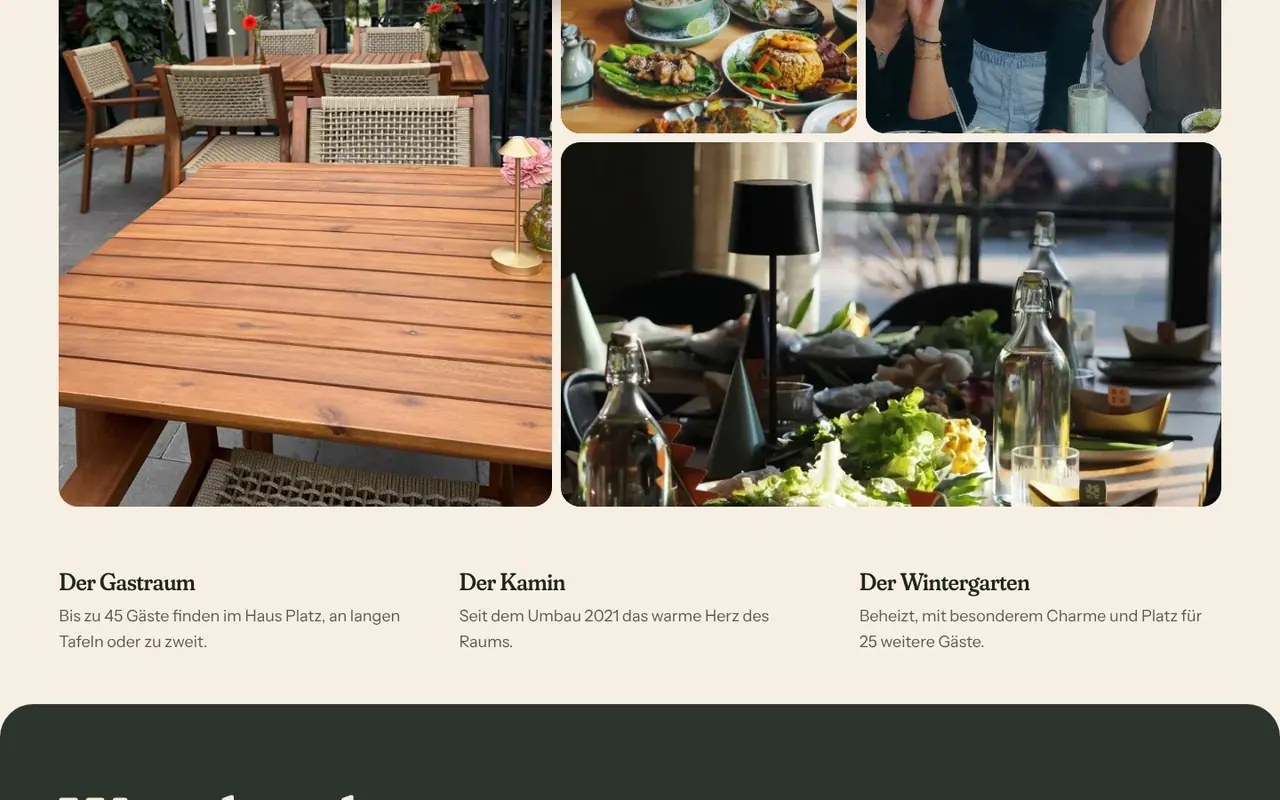 Der Gastraum
Bis zu 45 Gäste finden im Haus Platz, an langen
Tafeln oder zu zweit.
Der Kamin
Seit dem Umbau 2021 das warme Herz des
Raums.
Der Wintergarten
Beheizt, mit besonderem Charme und Platz für
25 weitere Gäste.